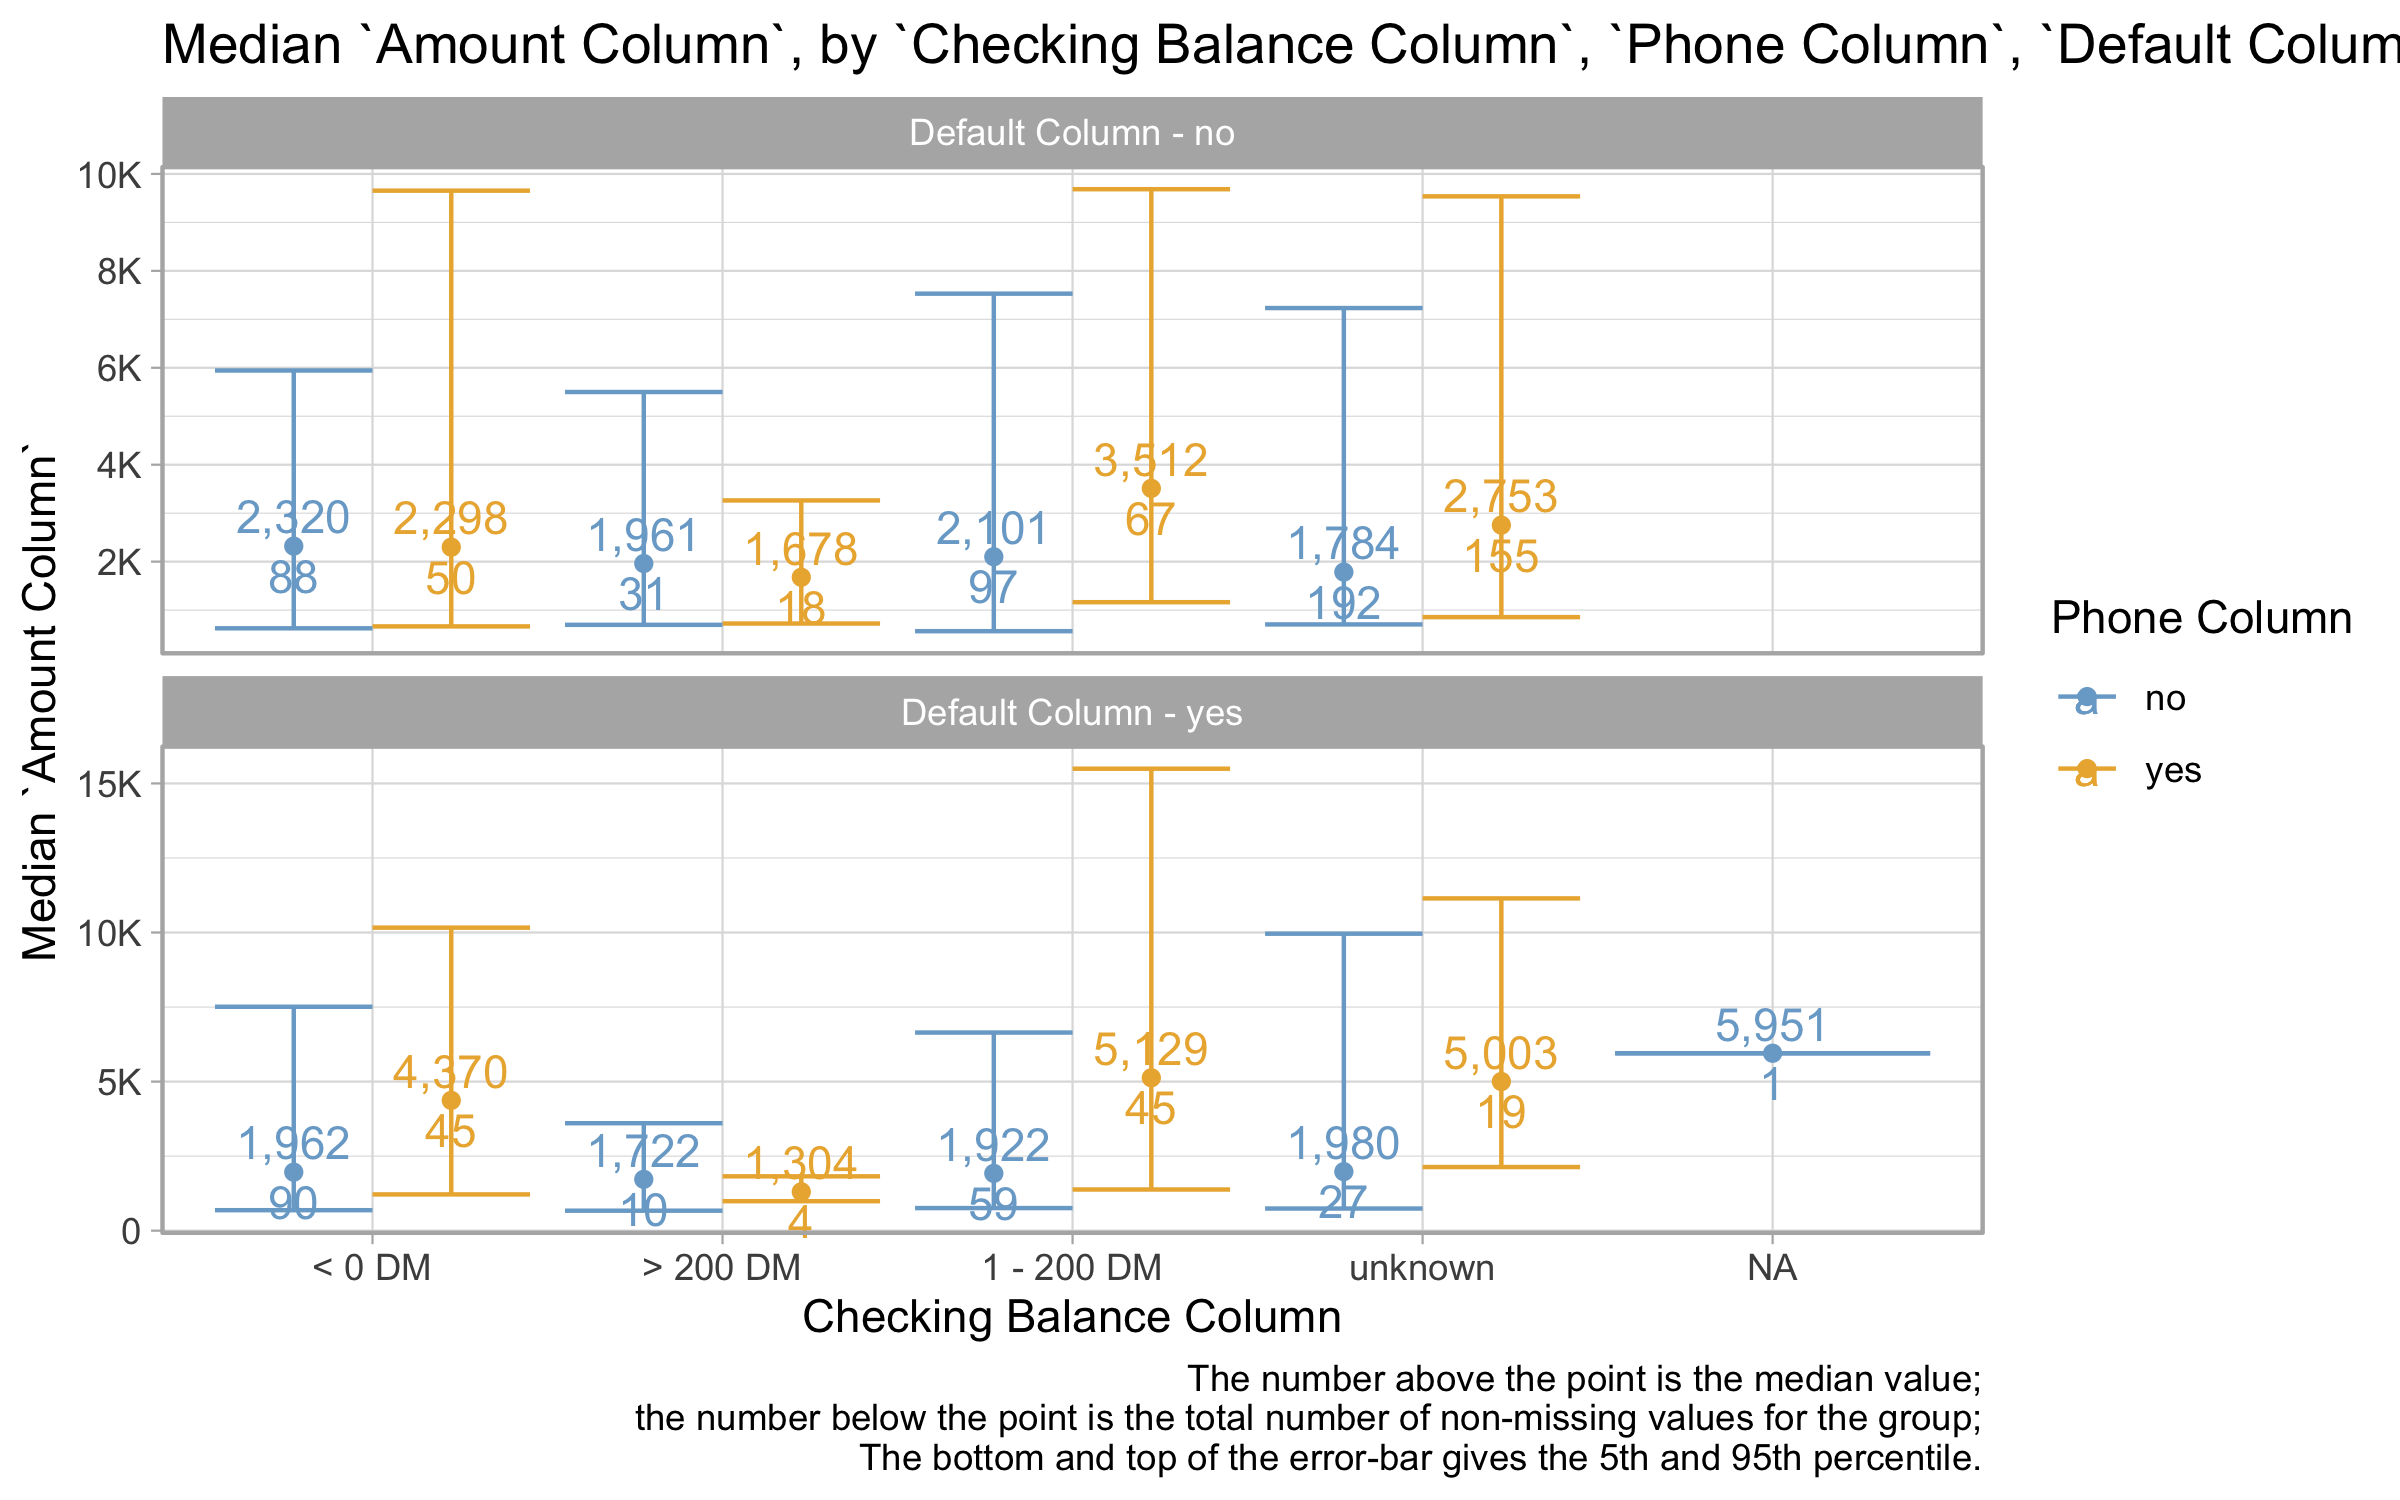 Median `Amount Column`, by `Checking Balance Column`, `Phone Column`, `Default Colum
Default Column - no
10K
8K
6K
4K
2K
2,320
88
2,298
50
1,961
31
1,678
18
2,101
97
3,512
67
1,784
192
2,753
155
Median `Amount Column`
Default Column - yes
15K
10K
5K
0
1,962
90
4,370
45
1,722
10
1,304
4
1,922
59
5,129
45
1,980
27
5,003
19
5,951
1
< 0 DM
> 200 DM
1 - 200 DM
unknown
NA
Checking Balance Column
Phone Column
a no
a yes
The number above the point is the median value;
the number below the point is the total number of non-missing values for the group;
The bottom and top of the error-bar gives the 5th and 95th percentile.